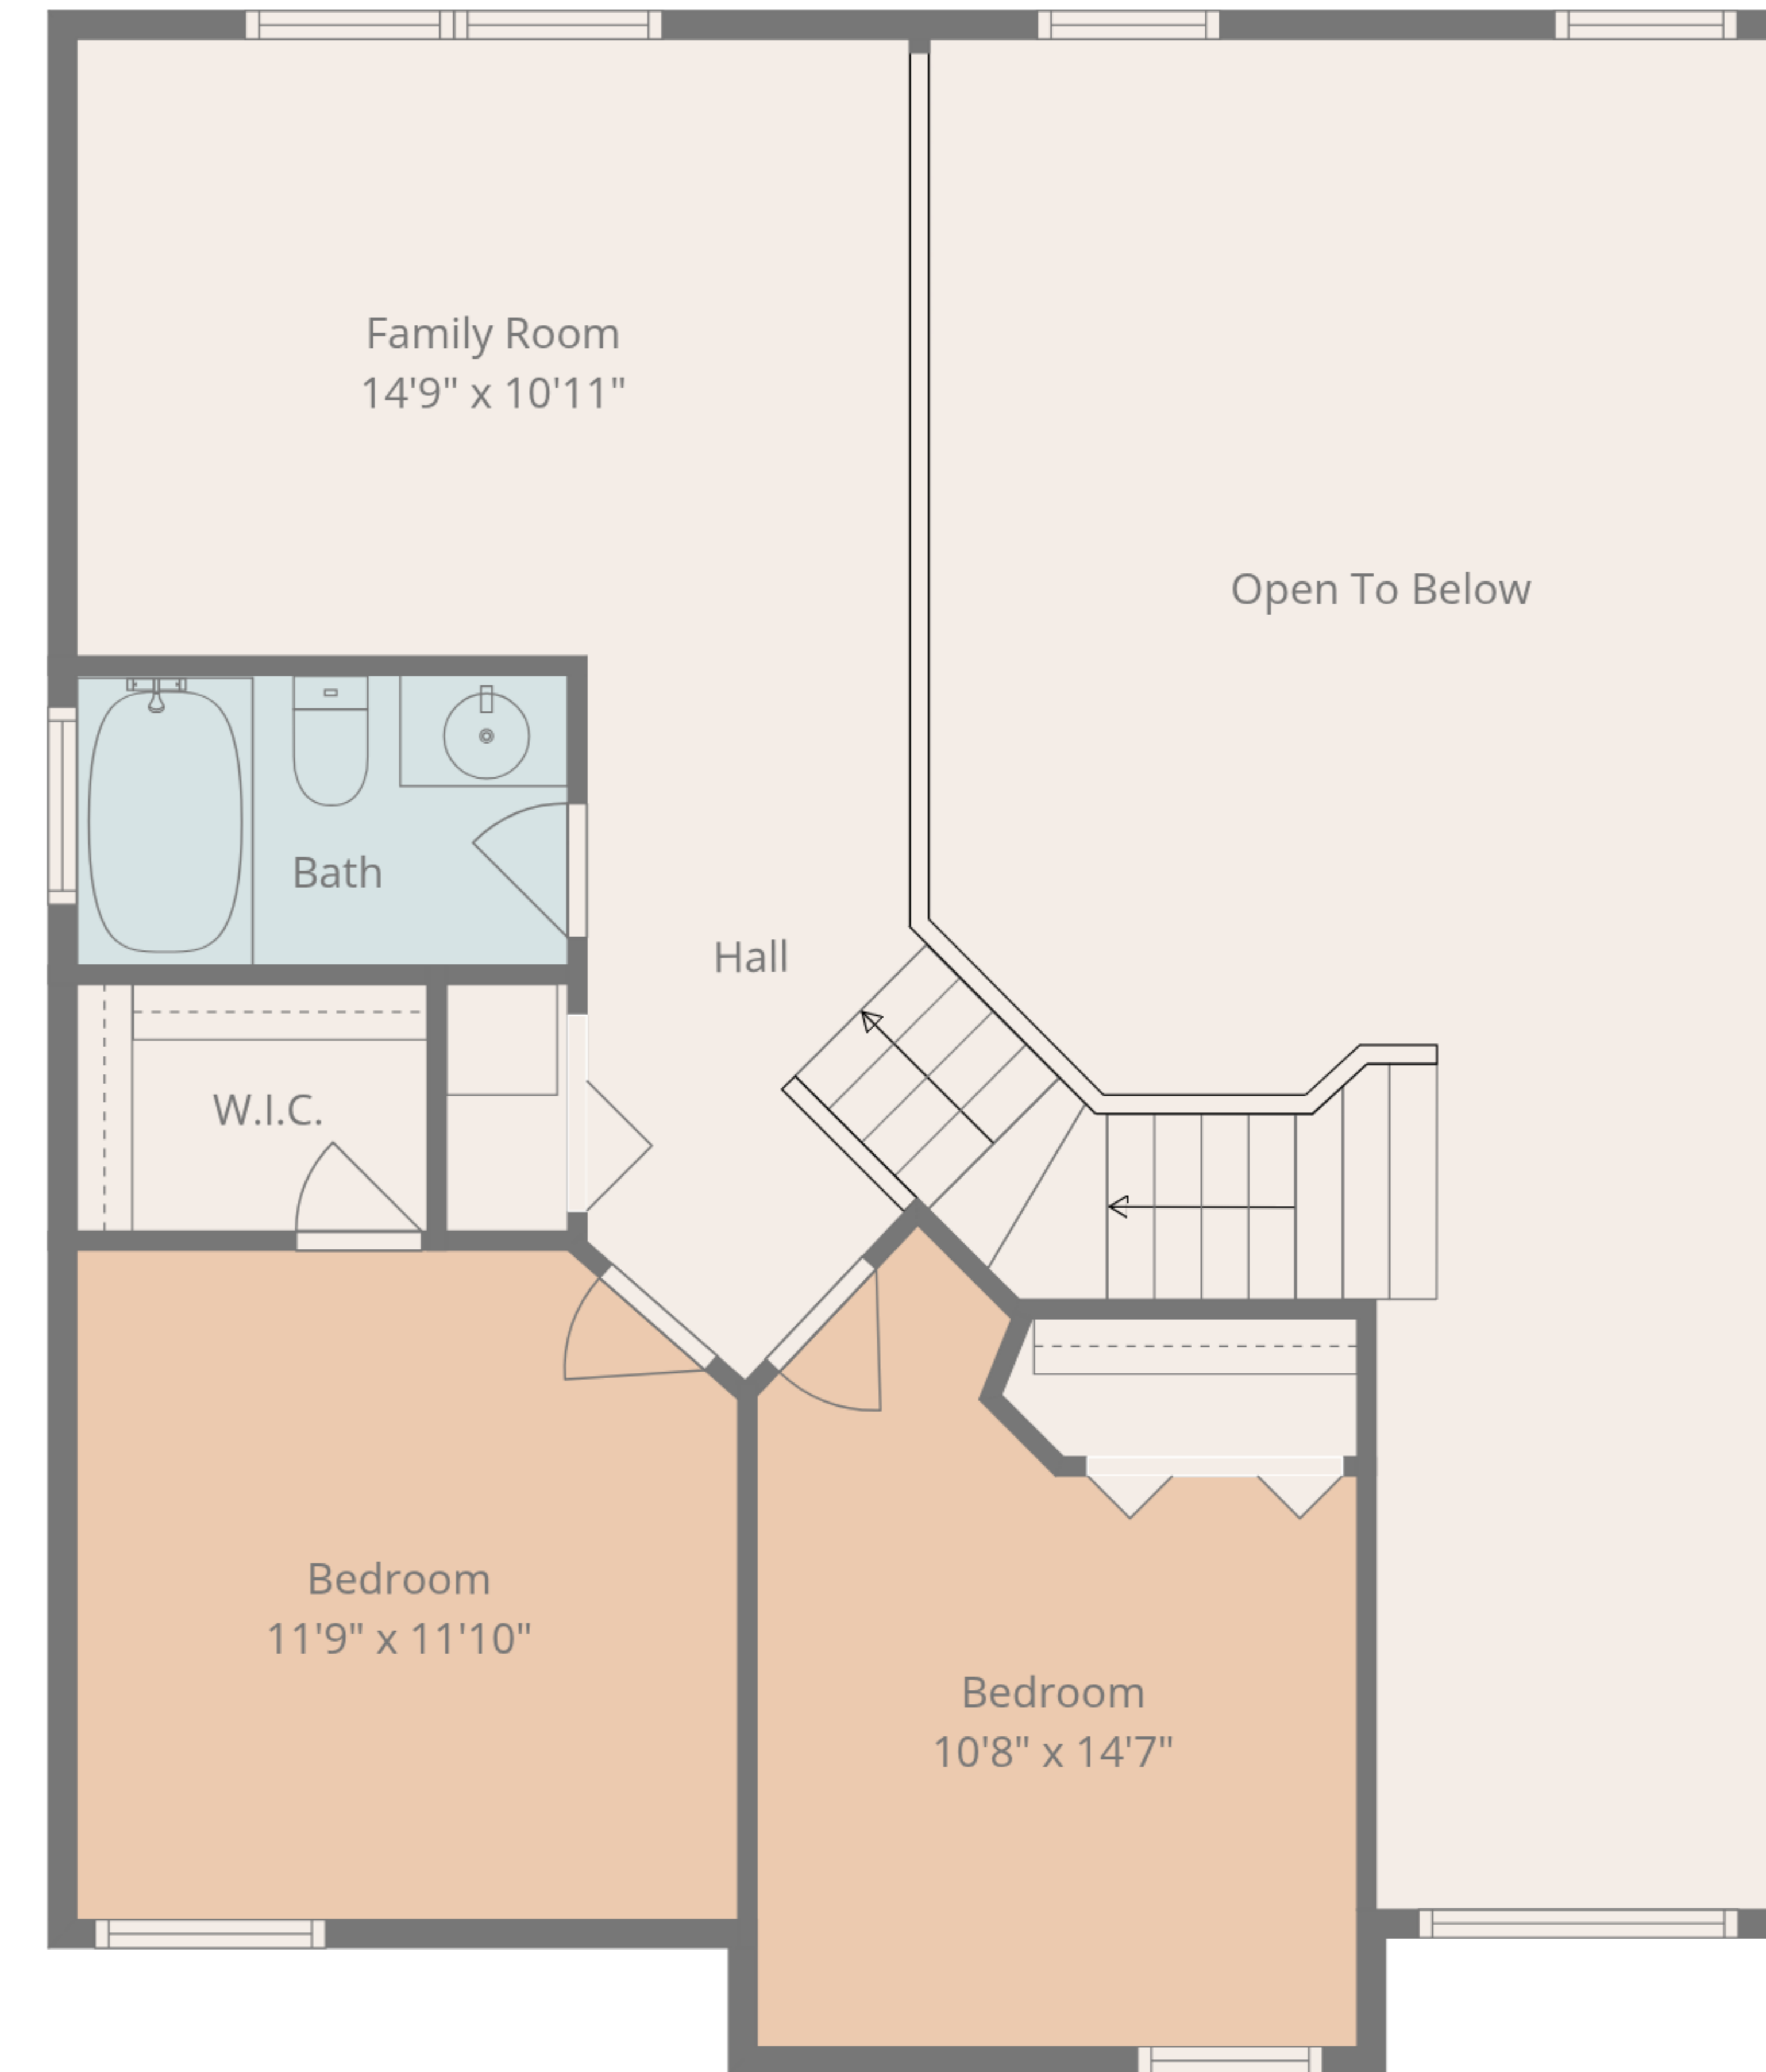 Family Room
14'9" x 10'11"
Open To Below
Bath
Hall
W.I.C.
Bedroom
11'9" x 11'10"
Bedroom
10'8" x 14'7"